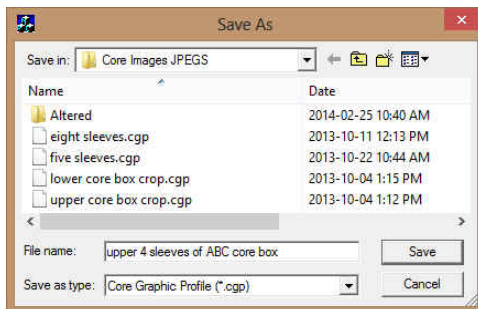 Save As
Save in: Core Images JPEGS
Name Date
Altered 2014-02-25 10:40 AM
eight sleeves.cgp 2013-10-11 12:13 PM
five sleeves.cgp 2013-10-22 10:44 AM
lower core box crop.cgp 2013-10-04 1:15 PM
upper core box crop.cgp 2013-10-04 1:12 PM
File name: upper 4 sleeves of ABC core box Save
Save as type: Core Graphic Profile (*.cgp) Cancel